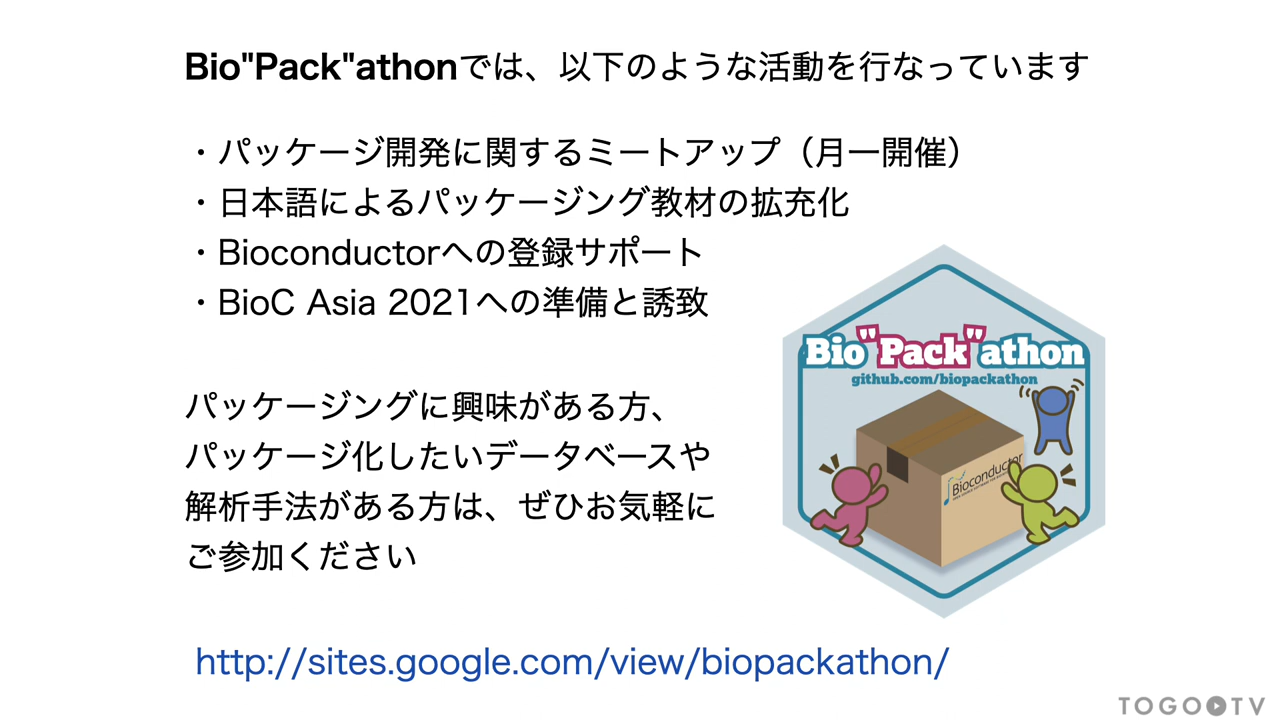 Bio"Pack"athonでは、以下のような活動を行なっています
・パッケージ開発に関するミートアップ（月一開催）
・日本語によるパッケージング教材の拡充化
・Bioconductorへの登録サポート
・BioC Asia 2021への準備と誘致
パッケージングに興味がある方、
パッケージ化したいデータベースや
解析手法がある方は、ぜひお気軽に
ご参加ください
Bio"Pack"athon
github.com/biopackathon
Bioconductor
http://sites.google.com/view/biopackathon/
TOGOTV